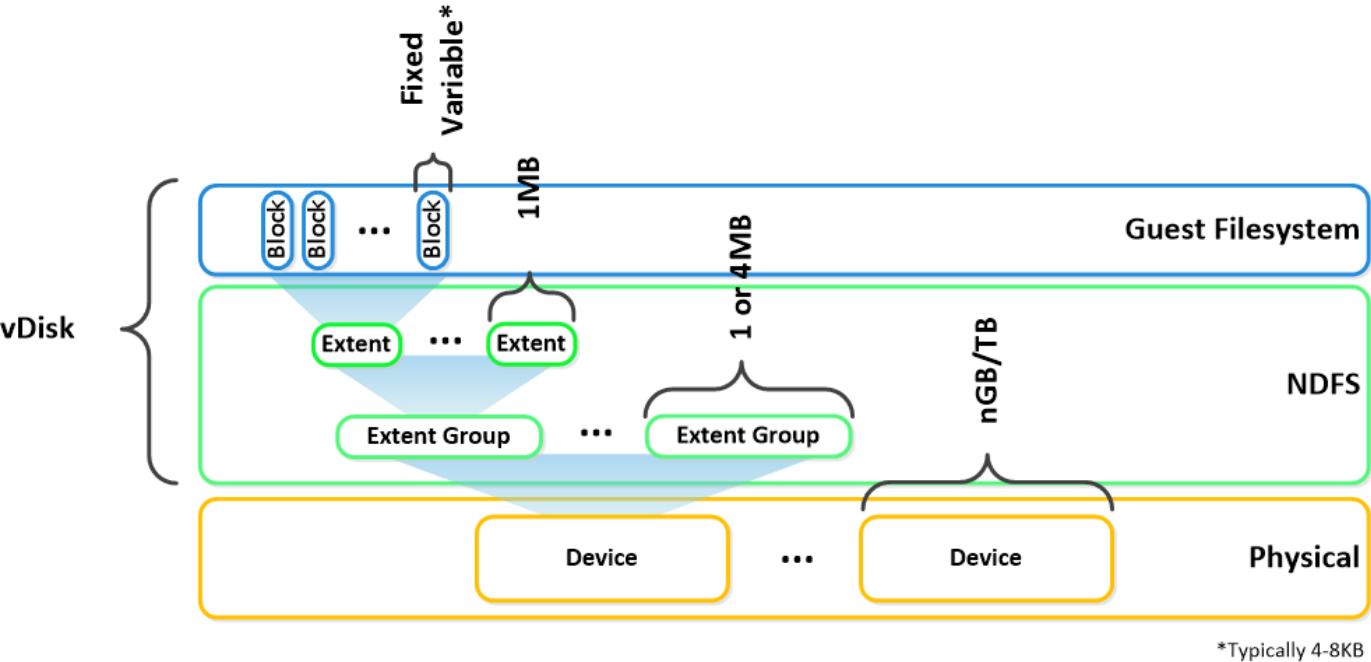 Fixed
Variable*
1MB
Block
Block
...
Block
Guest Filesystem
1 or 4MB
vDisk
Extent
...
Extent
nGB/TB
NDFS
Extent Group
...
Extent Group
Device
...
Device
Physical
*Typically 4-8KB